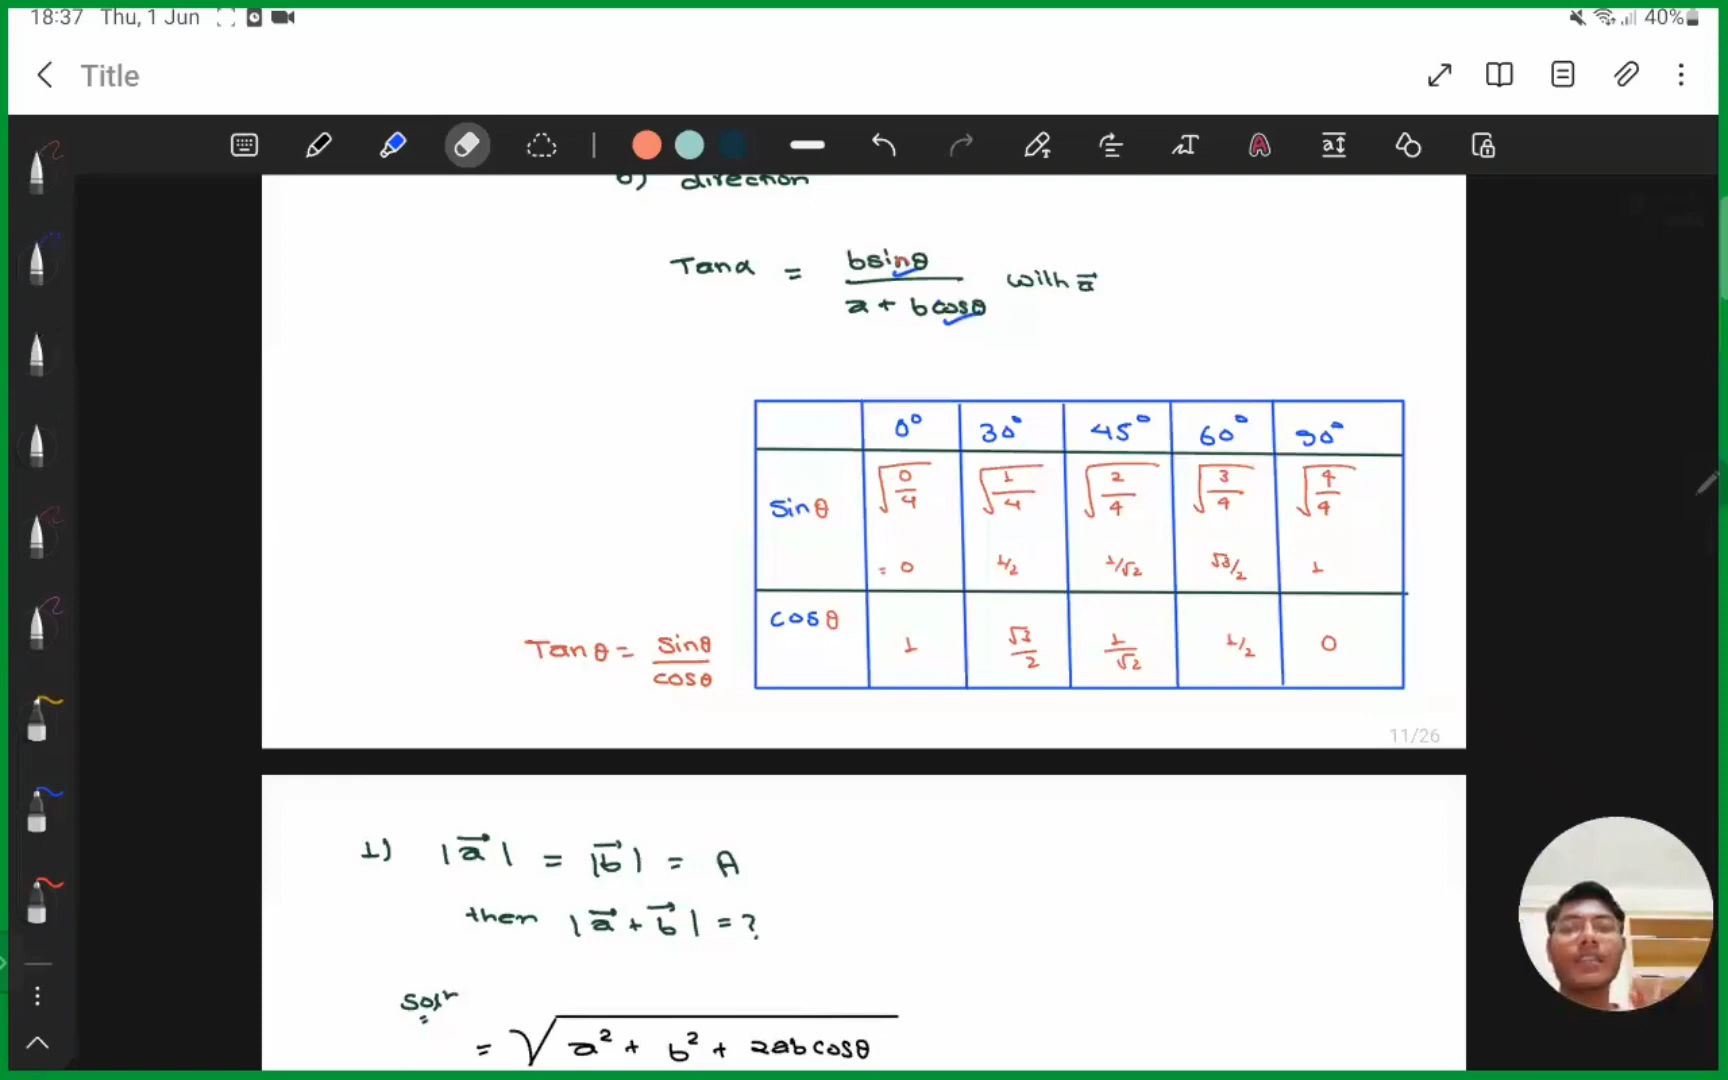 18:37 Thu, 1 Jun 40%
Title
b) direction
Tanα = bsinθ / a + bcosθ with a⃗
0° 30° 45° 60° 90°
sinθ √0/4 √1/4 √2/4 √3/4 √4/4
= 0 1/2 1/√2 √3/2 1
cosθ 1 √3/2 1/√2 1/2 0
Tanθ = sinθ / cosθ
11/26
1) |a⃗| = |b⃗| = A
then |a⃗ + b⃗| = ?
Solⁿ
= √a² + b² + 2abcosθ